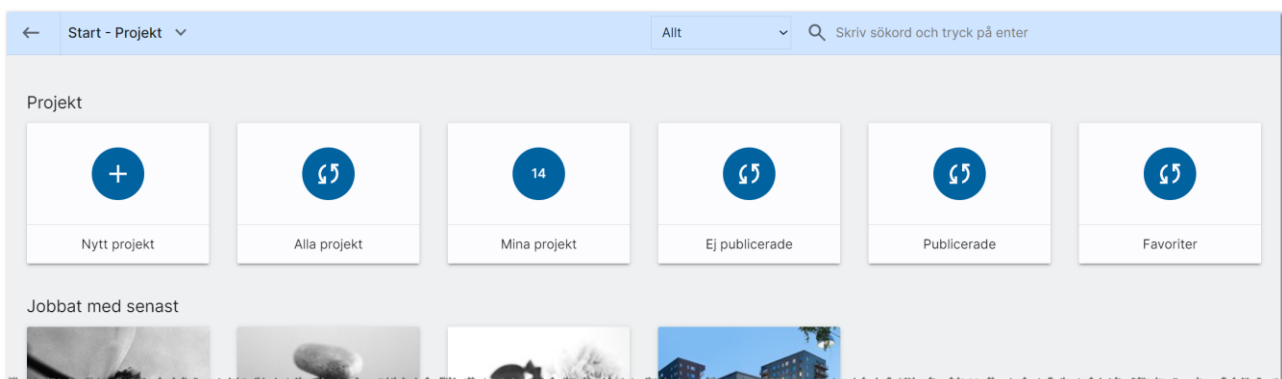 Start - Projekt
Allt
Skriv sökord och tryck på enter
Projekt
14
Nytt projekt
Alla projekt
Mina projekt
Ej publicerade
Publicerade
Favoriter
Jobbat med senast